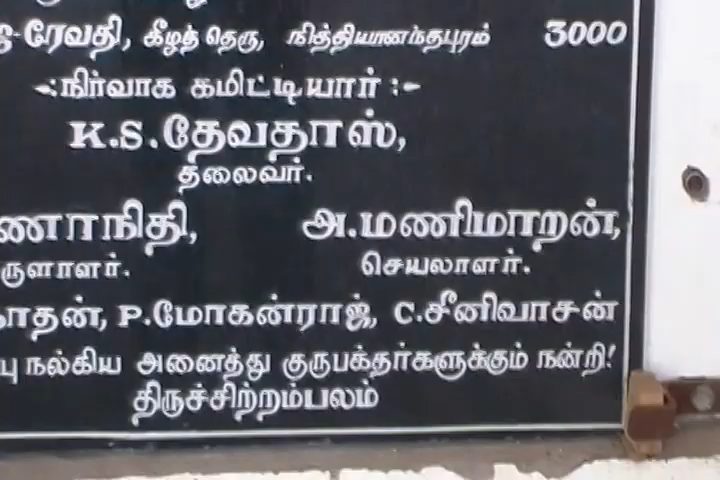 ரேவதி, கீழத் தெரு, நித்தியானந்தபுரம் 3000
-:நிர்வாக கமிட்டியார் :-
K.S.தேவதாஸ்,
தலைவர்.
ணாநிதி, அ.மணிமாறன்,
ருளாளர். செயலாளர்.
ாதன், P.மோகன்ராஜ், C.சீனிவாசன்
பு நல்கிய அனைத்து குருபக்தர்களுக்கும் நன்றி!
திருச்சிற்றம்பலம்